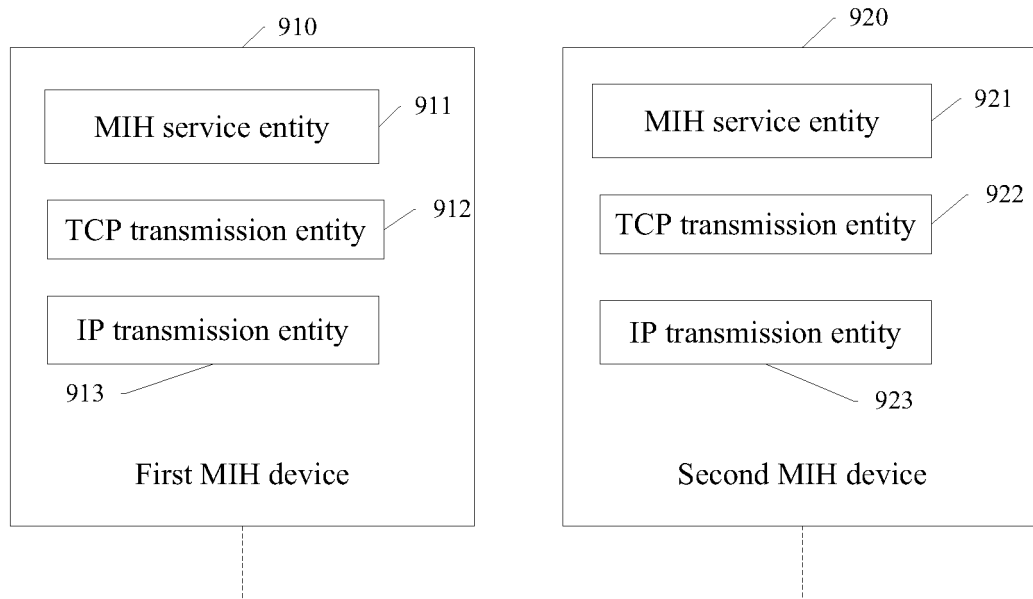 910
MIH service entity
911
TCP transmission entity
912
IP transmission entity
913
First MIH device
920
MIH service entity
921
TCP transmission entity
922
IP transmission entity
923
Second MIH device